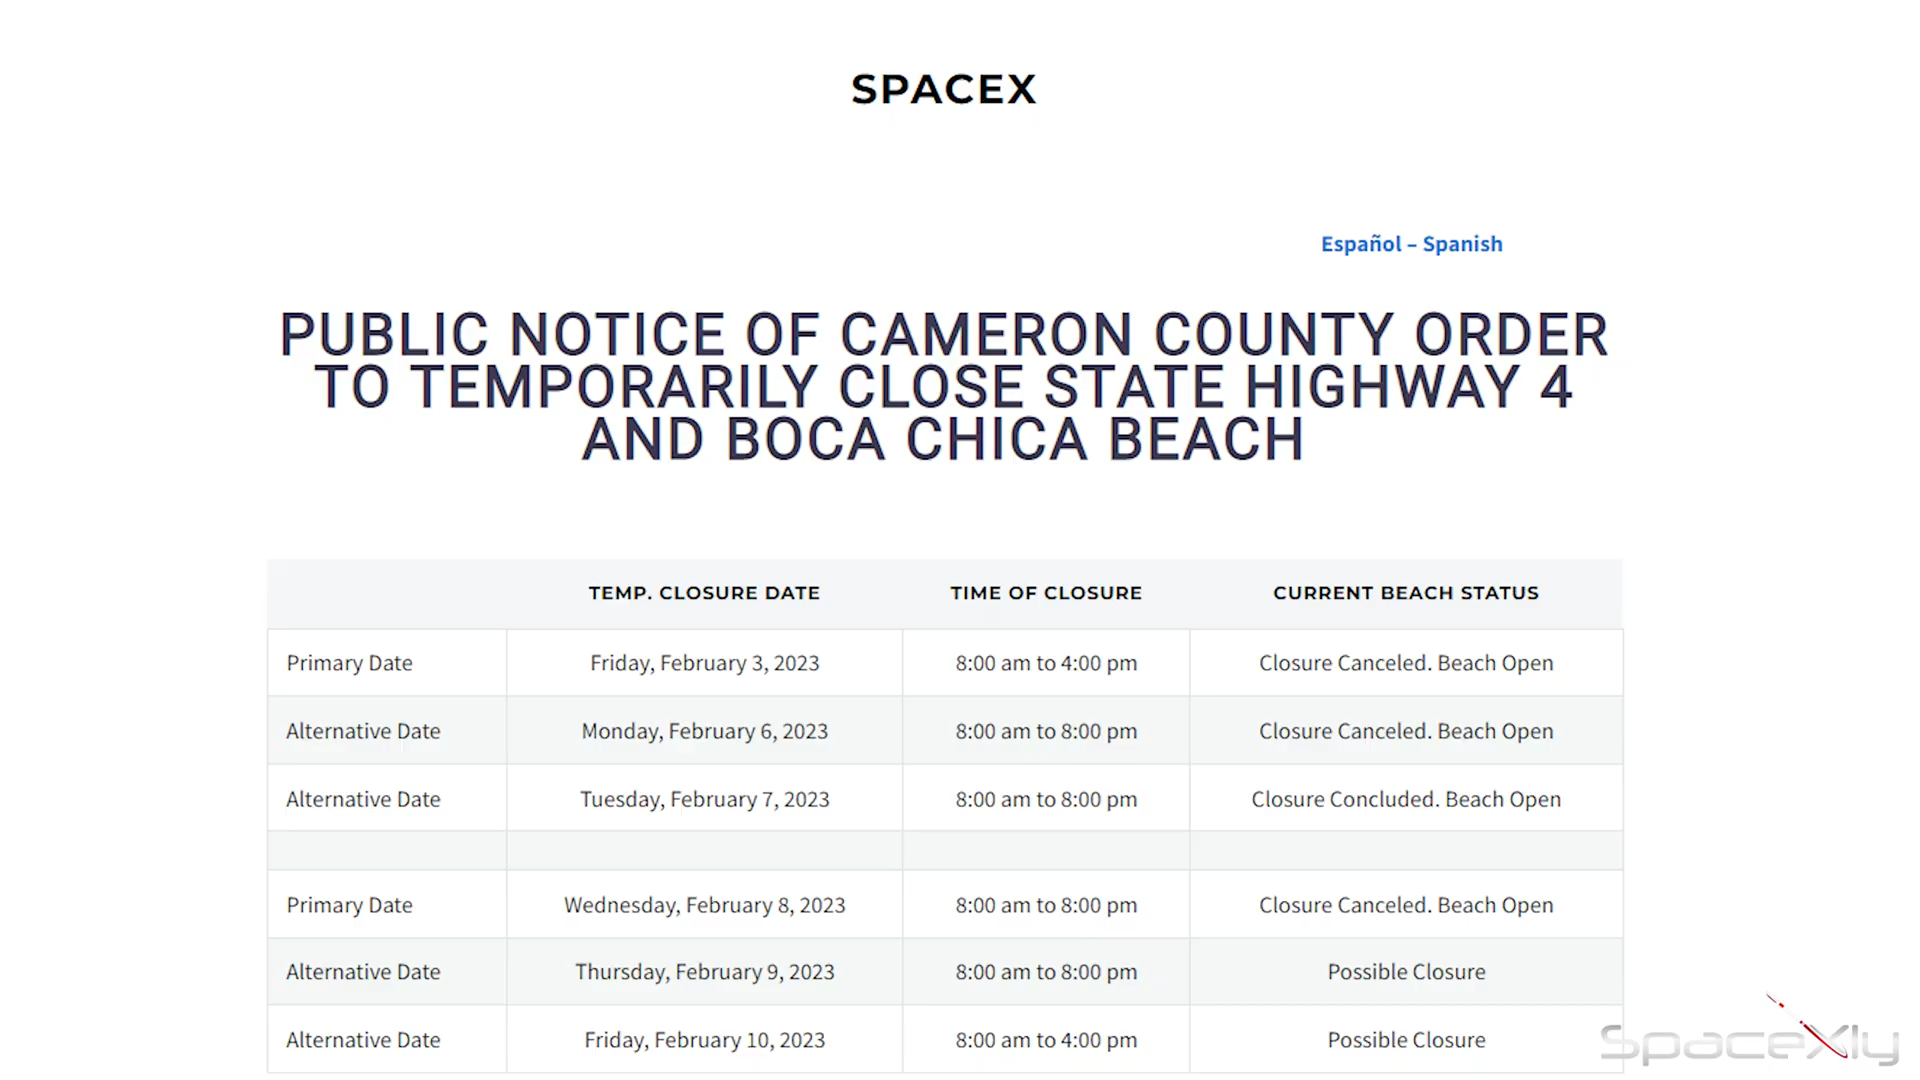 SPACEX
Español – Spanish
PUBLIC NOTICE OF CAMERON COUNTY ORDER
TO TEMPORARILY CLOSE STATE HIGHWAY 4
AND BOCA CHICA BEACH
TEMP. CLOSURE DATE TIME OF CLOSURE CURRENT BEACH STATUS
Primary Date Friday, February 3, 2023 8:00 am to 4:00 pm Closure Canceled. Beach Open
Alternative Date Monday, February 6, 2023 8:00 am to 8:00 pm Closure Canceled. Beach Open
Alternative Date Tuesday, February 7, 2023 8:00 am to 8:00 pm Closure Concluded. Beach Open
Primary Date Wednesday, February 8, 2023 8:00 am to 8:00 pm Closure Canceled. Beach Open
Alternative Date Thursday, February 9, 2023 8:00 am to 8:00 pm Possible Closure
Alternative Date Friday, February 10, 2023 8:00 am to 4:00 pm Possible Closure
SpaceXly